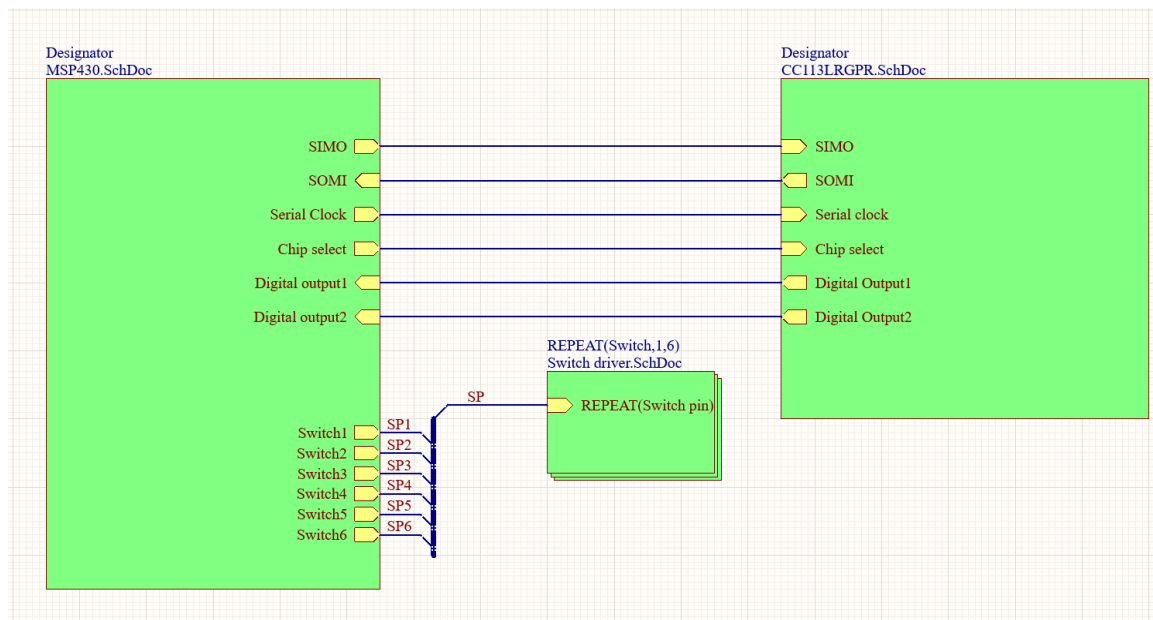 Designator
MSP430.SchDoc
Designator
CC113LRGPR.SchDoc
SIMO
SIMO
SOMI
SOMI
Serial Clock
Serial clock
Chip select
Chip select
Digital output1
Digital Output1
Digital output2
Digital Output2
REPEAT(Switch,1,6)
Switch driver.SchDoc
SP
REPEAT(Switch pin)
Switch1
SP1
Switch2
SP2
Switch3
SP3
Switch4
SP4
Switch5
SP5
Switch6
SP6